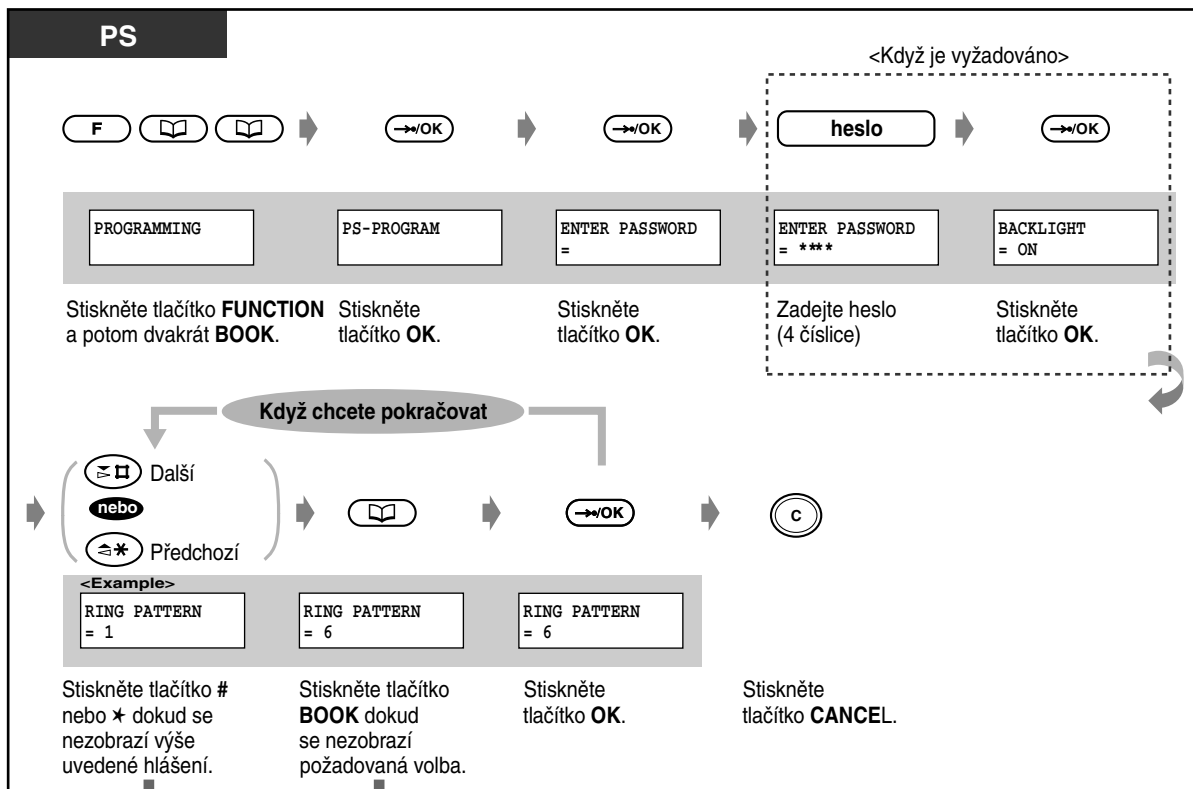 PS
<Když je vyžadováno>
F →/OK →/OK heslo →/OK
PROGRAMMING
PS-PROGRAM
ENTER PASSWORD
=
ENTER PASSWORD
= ****
BACKLIGHT
= ON
Stiskněte tlačítko FUNCTION
a potom dvakrát BOOK.
Stiskněte
tlačítko OK.
Stiskněte
tlačítko OK.
Zadejte heslo
(4 číslice)
Stiskněte
tlačítko OK.
Když chcete pokračovat
# Další
nebo
* Předchozí
→/OK
C
<Example>
RING PATTERN
= 1
RING PATTERN
= 6
RING PATTERN
= 6
Stiskněte tlačítko #
nebo * dokud se
nezobrazí výše
uvedené hlášení.
Stiskněte tlačítko
BOOK dokud
se nezobrazí
požadovaná volba.
Stiskněte
tlačítko OK.
Stiskněte
tlačítko CANCEL.